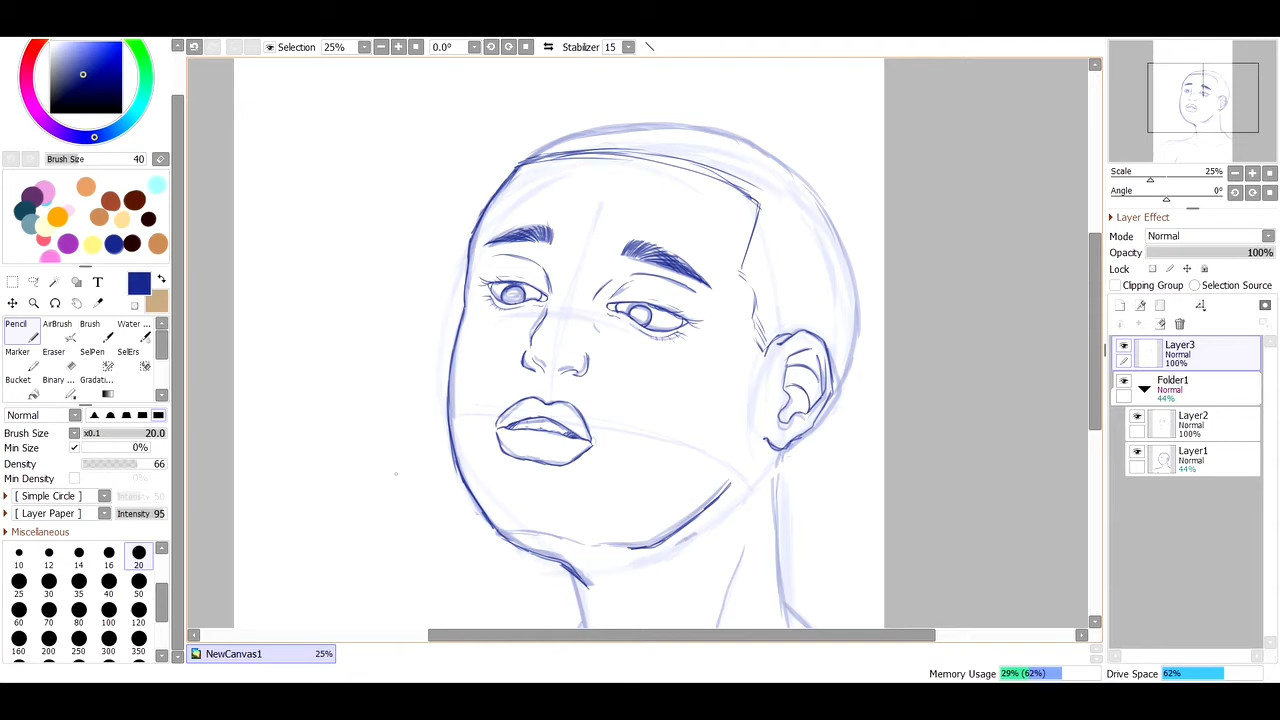 Selection 25% 0.0° Stabilizer 15
Brush Size 40
T
Pencil AirBrush Brush Water ...
Marker Eraser SelPen SelErs
Bucket Binary ... Gradati...
Normal
Brush Size x0.1 20.0
Min Size 0%
Density 66
Min Density 0%
[ Simple Circle ] Intensity 50
[ Layer Paper ] Intensity 95
Miscellaneous
10 12 14 16 20
25 30 35 40 50
60 70 80 100 120
160 200 250 300 350
NewCanvas1 25%
Scale 25%
Angle 0°
Layer Effect
Mode Normal
Opacity 100%
Lock
Clipping Group Selection Source
Layer3
Normal
100%
Folder1
Normal
44%
Layer2
Normal
100%
Layer1
Normal
44%
Memory Usage 29% (62%) Drive Space 62%